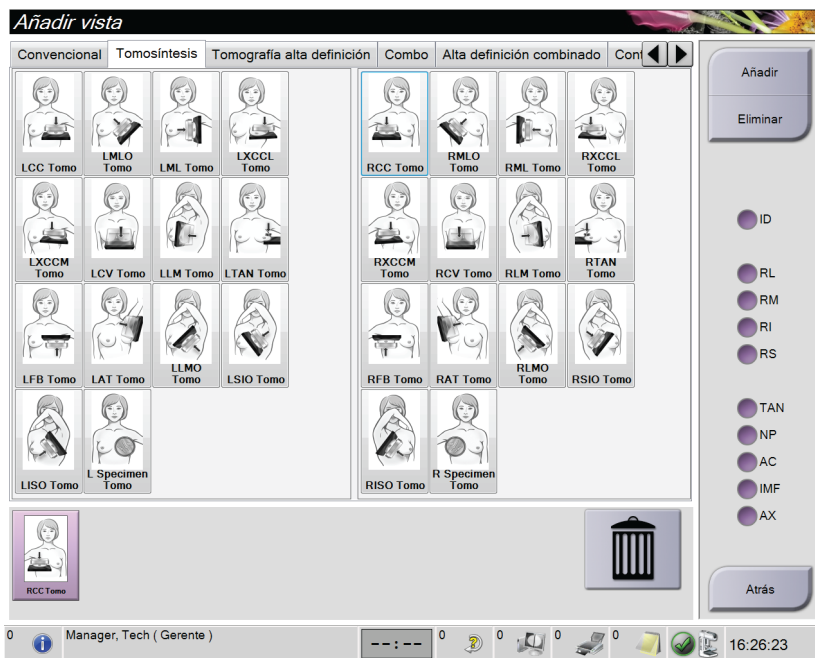 Añadir vista
Convencional Tomosíntesis Tomografía alta definición Combo Alta definición combinado Cont
LCC Tomo
LMLO
Tomo
LML Tomo
LXCCL
Tomo
LXCCM
Tomo
LCV Tomo
LLM Tomo
LTAN Tomo
LFB Tomo
LAT Tomo
LLMO
Tomo
LSIO Tomo
LISO Tomo
L Specimen
Tomo
RCC Tomo
RMLO
Tomo
RML Tomo
RXCCL
Tomo
RXCCM
Tomo
RCV Tomo
RLM Tomo
RTAN
Tomo
RFB Tomo
RAT Tomo
RLMO
Tomo
RSIO Tomo
RISO Tomo
R Specimen
Tomo
Añadir
Eliminar
ID
RL
RM
RI
RS
TAN
NP
AC
IMF
AX
Atrás
RCC Tomo
0 Manager, Tech ( Gerente ) --:-- 0 0 0 0 16:26:23